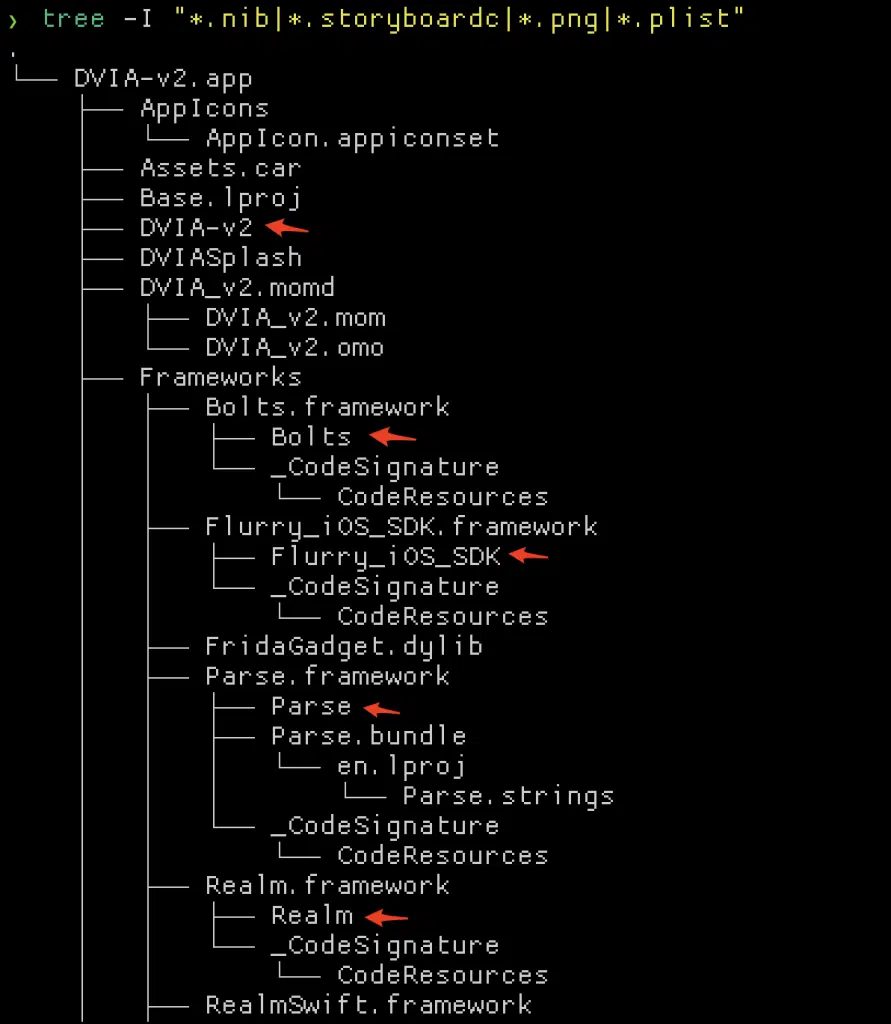 ❯ tree -I "*.nib|*.storyboardc|*.png|*.plist"
.
└── DVIA-v2.app
    ├── AppIcons
    │   └── AppIcon.appiconset
    ├── Assets.car
    ├── Base.lproj
    ├── DVIA-v2
    ├── DVIASplash
    ├── DVIA_v2.momd
    │   ├── DVIA_v2.mom
    │   └── DVIA_v2.omo
    ├── Frameworks
    │   ├── Bolts.framework
    │   │   ├── Bolts
    │   │   └── _CodeSignature
    │   │       └── CodeResources
    │   ├── Flurry_iOS_SDK.framework
    │   │   ├── Flurry_iOS_SDK
    │   │   └── _CodeSignature
    │   │       └── CodeResources
    │   ├── FridaGadget.dylib
    │   ├── Parse.framework
    │   │   ├── Parse
    │   │   ├── Parse.bundle
    │   │   │   └── en.lproj
    │   │   │       └── Parse.strings
    │   │   └── _CodeSignature
    │   │       └── CodeResources
    │   ├── Realm.framework
    │   │   ├── Realm
    │   │   └── _CodeSignature
    │   │       └── CodeResources
    │   ├── RealmSwift.framework